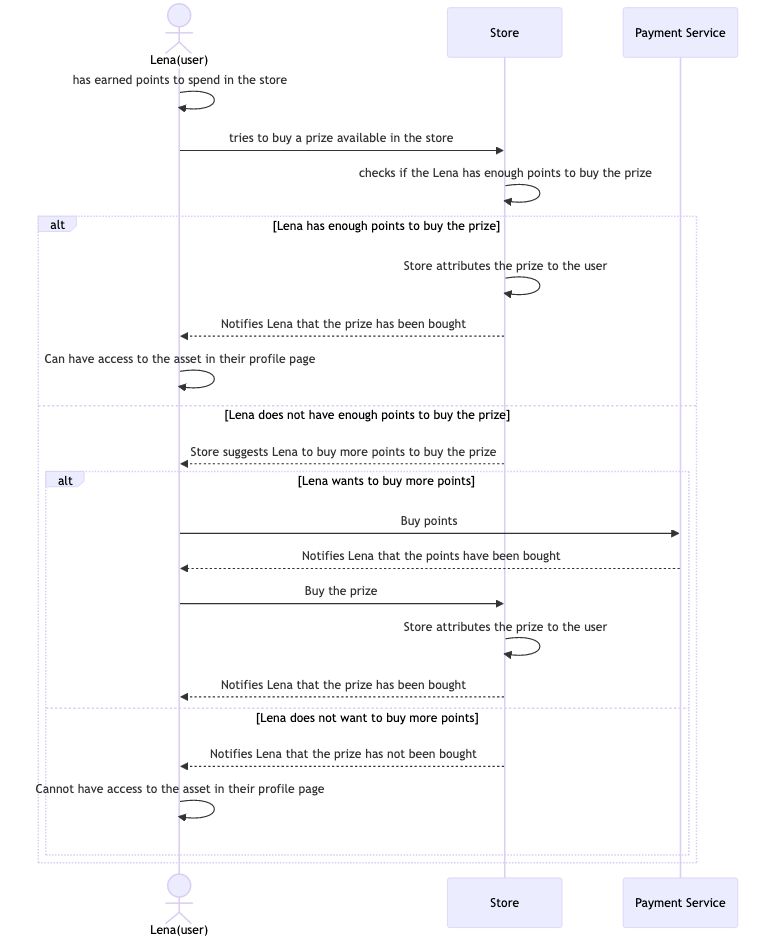 Store
Payment Service
Lena(user)
has earned points to spend in the store
tries to buy a prize available in the store
checks if the Lena has enough points to buy the prize
alt
[Lena has enough points to buy the prize]
Store attributes the prize to the user
Notifies Lena that the prize has been bought
Can have access to the asset in their profile page
[Lena does not have enough points to buy the prize]
Store suggests Lena to buy more points to buy the prize
alt
[Lena wants to buy more points]
Buy points
Notifies Lena that the points have been bought
Buy the prize
Store attributes the prize to the user
Notifies Lena that the prize has been bought
[Lena does not want to buy more points]
Notifies Lena that the prize has not been bought
Cannot have access to the asset in their profile page
Store
Payment Service
Lena(user)